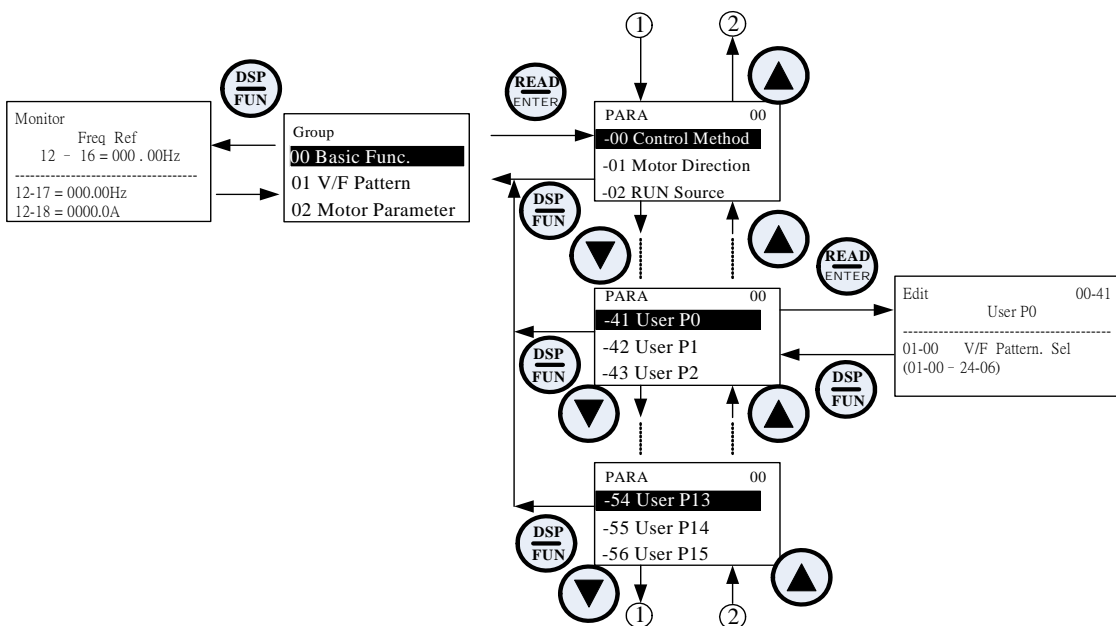 ① ②
DSP
FUN
Monitor
Freq Ref
12 - 16 = 000 . 00Hz
12-17 = 000.00Hz
12-18 = 0000.0A
Group
00 Basic Func.
01 V/F Pattern
02 Motor Parameter
READ
ENTER
PARA 00
-00 Control Method
-01 Motor Direction
-02 RUN Source
DSP
FUN
READ
ENTER
PARA 00
-41 User P0
-42 User P1
-43 User P2
DSP
FUN
Edit 00-41
User P0
01-00 V/F Pattern. Sel
(01-00 - 24-06)
DSP
FUN
PARA 00
-54 User P13
-55 User P14
-56 User P15
DSP
FUN
① ②